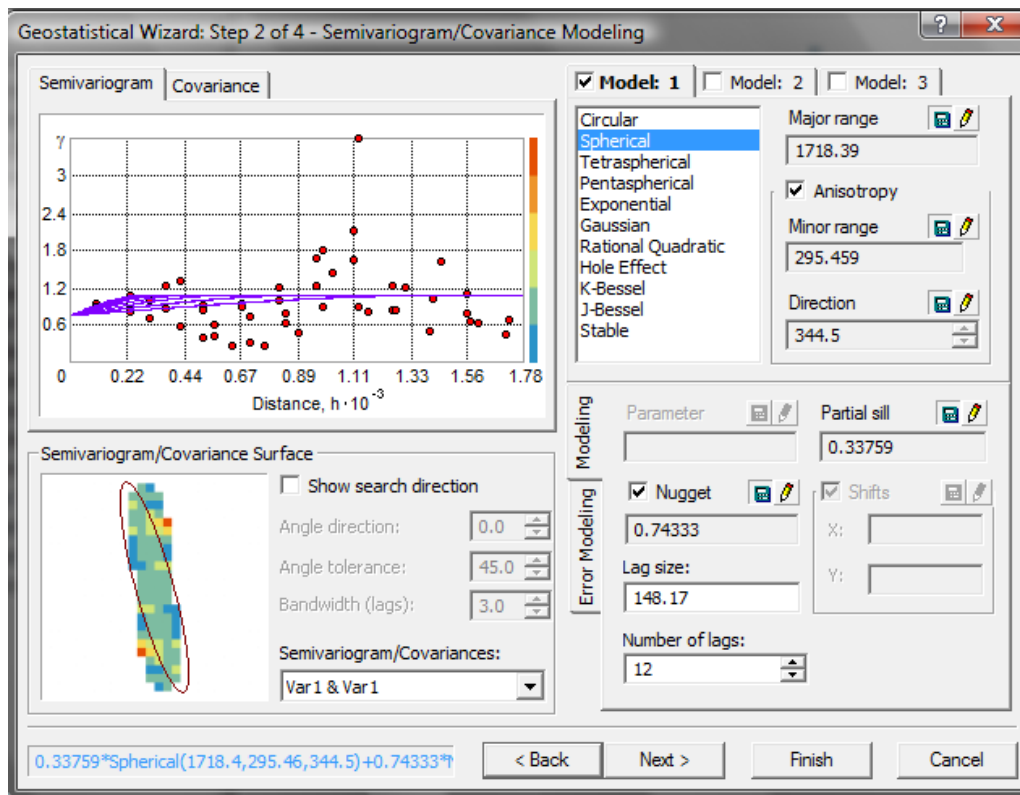 Geostatistical Wizard: Step 2 of 4 - Semivariogram/Covariance Modeling
Semivariogram
Covariance
γ
3
2.4
1.8
1.2
0.6
0 0.22 0.44 0.67 0.89 1.11 1.33 1.56 1.78
Distance, h · 10⁻³
Model: 1
Model: 2
Model: 3
Circular
Spherical
Tetraspherical
Pentaspherical
Exponential
Gaussian
Rational Quadratic
Hole Effect
K-Bessel
J-Bessel
Stable
Major range
1718.39
Anisotropy
Minor range
295.459
Direction
344.5
Semivariogram/Covariance Surface
Show search direction
Angle direction: 0.0
Angle tolerance: 45.0
Bandwidth (lags): 3.0
Semivariogram/Covariances:
Var1 & Var1
Modeling
Error Modeling
Parameter
Partial sill
0.33759
Nugget
0.74333
Shifts
X:
Y:
Lag size:
148.17
Number of lags:
12
0.33759*Spherical(1718.4,295.46,344.5)+0.74333*
< Back
Next >
Finish
Cancel